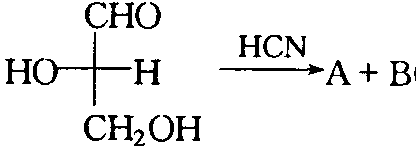 CHO
HCN
HO H A + B(
CH₂OH